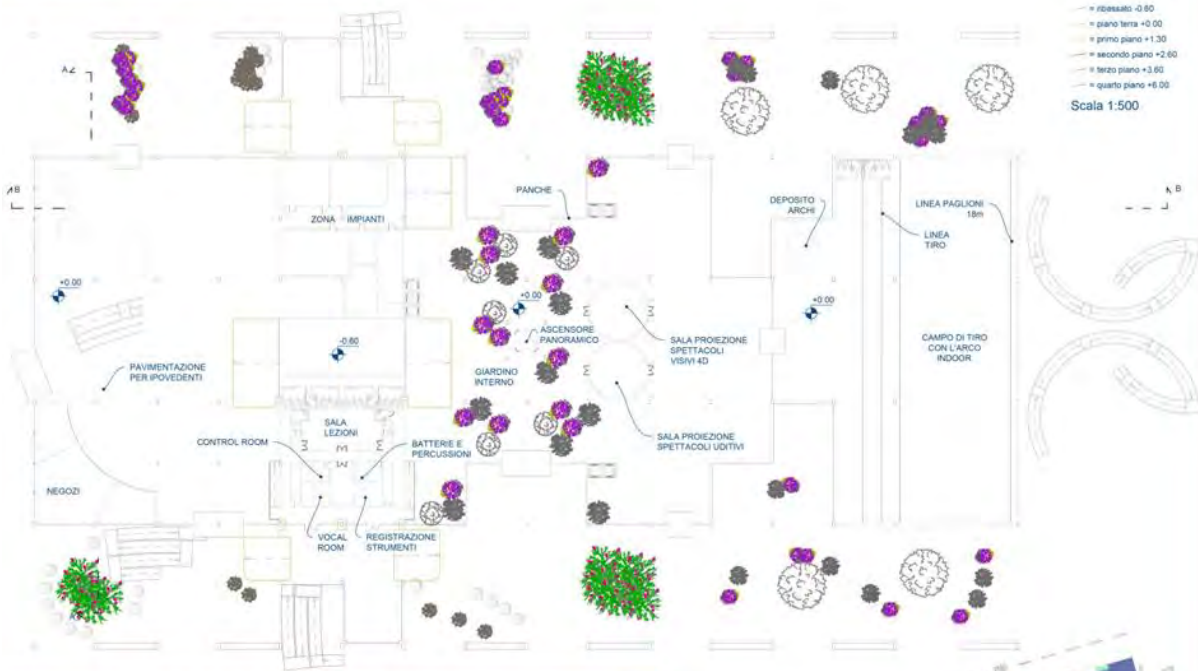 = ribassato -0.60
= piano terra +0.00
= primo piano +1.30
= secondo piano +2.60
= terzo piano +3.60
= quarto piano +6.00
Scala 1:500
A
B
B
PANCHE
DEPOSITO
ARCHI
LINEA PAGLIONI
18m
ZONA IMPIANTI
LINEA
TIRO
+0.00
+0.00
+0.00
-0.60
ASCENSORE
PANORAMICO
SALA PROIEZIONE
SPETTACOLI
VISIVI 4D
CAMPO DI TIRO
CON L'ARCO
INDOOR
PAVIMENTAZIONE
PER IPOVEDENTI
GIARDINO
INTERNO
SALA
LEZIONI
CONTROL ROOM
BATTERIE E
PERCUSSIONI
SALA PROIEZIONE
SPETTACOLI UDITIVI
NEGOZI
VOCAL
ROOM
REGISTRAZIONE
STRUMENTI